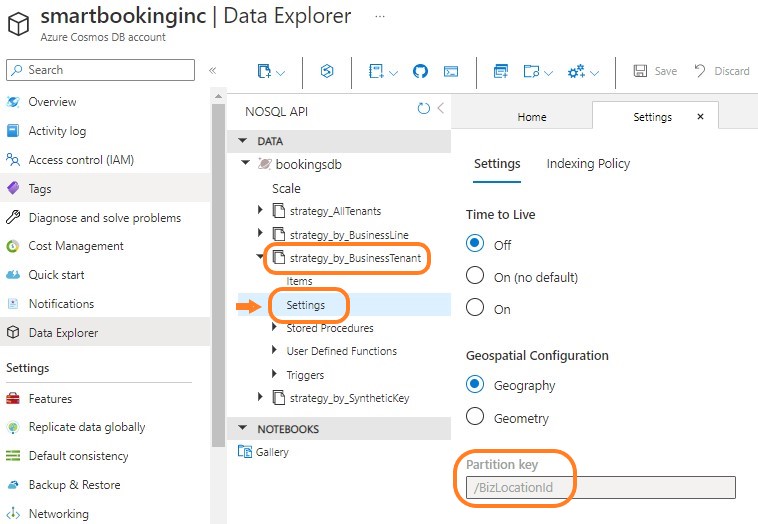 smartbookinginc | Data Explorer ...
Azure Cosmos DB account
Search
Overview
Activity log
Access control (IAM)
Tags
Diagnose and solve problems
Cost Management
Quick start
Notifications
Data Explorer
Settings
Features
Replicate data globally
Default consistency
Backup & Restore
Networking
Save
Discard
NOSQL API
DATA
bookingsdb
Scale
strategy_AllTenants
strategy_by_BusinessLine
strategy_by_BusinessTenant
Items
Settings
Stored Procedures
User Defined Functions
Triggers
strategy_by_SyntheticKey
NOTEBOOKS
Gallery
Home
Settings
Settings
Indexing Policy
Time to Live
Off
On (no default)
On
Geospatial Configuration
Geography
Geometry
Partition key
/BizLocationId